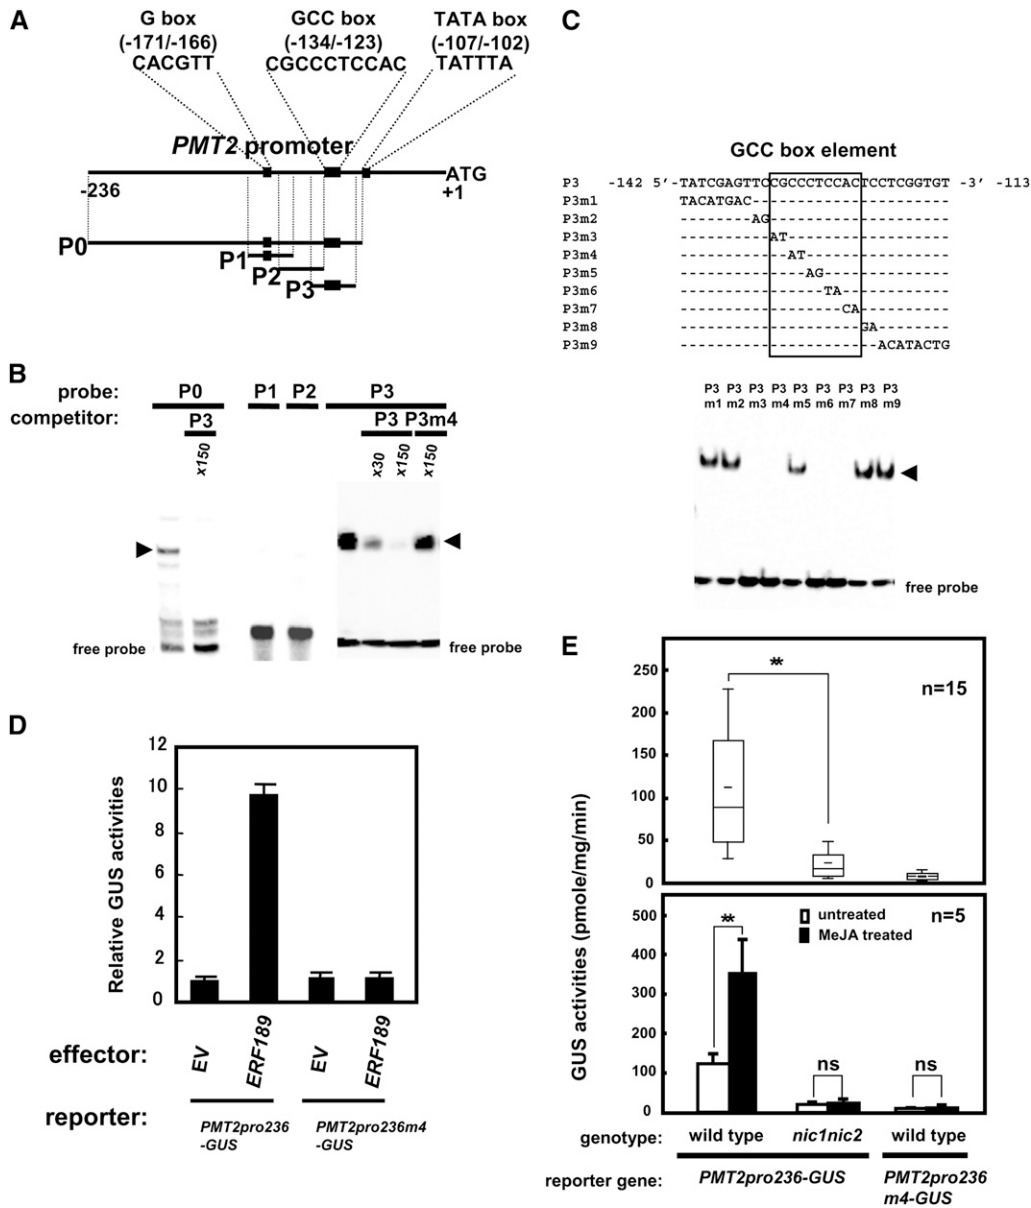 A
G box
(-171/-166)
CACGTT
GCC box
(-134/-123)
CGCCCTCCAC
TATA box
(-107/-102)
TATTTA
PMT2 promoter
ATG
-236
+1
P0
P1
P2
P3
B
probe: P0 P1 P2 P3
competitor: P3 P3 P3m4
x150 x30 x150 x150
free probe
free probe
C
GCC box element
P3 -142 5'-TATCGAGTTCCGCCCTCCACTCCTCGGTGT -3' -113
P3m1 TACATGAC----------------------
P3m2 --------AG--------------------
P3m3 ----------AT------------------
P3m4 ------------AT----------------
P3m5 --------------AG--------------
P3m6 ----------------TA------------
P3m7 ------------------CA----------
P3m8 --------------------GA--------
P3m9 ----------------------ACATACTG
P3 P3 P3 P3 P3 P3 P3 P3 P3
m1 m2 m3 m4 m5 m6 m7 m8 m9
free probe
D
Relative GUS activities
12
10
8
6
4
2
0
effector: EV ERF189 EV ERF189
reporter:
PMT2pro236
-GUS
PMT2pro236m4
-GUS
E
GUS activities (pmole/mg/min)
250
200
150
100
50
0
**
n=15
500
400
300
200
100
0
**
untreated
MeJA treated
n=5
ns
ns
genotype: wild type nic1nic2 wild type
reporter gene: PMT2pro236-GUS
PMT2pro236
m4-GUS